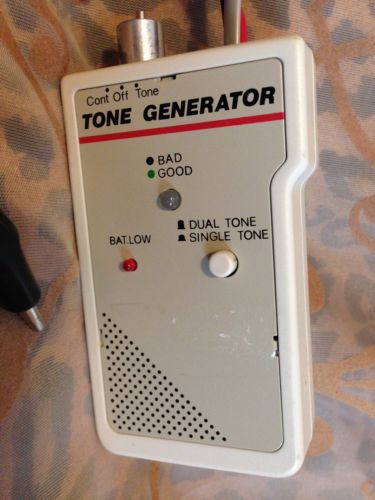 Cont Off Tone
TONE GENERATOR
BAD
GOOD
DUAL TONE
BAT.LOW
SINGLE TONE